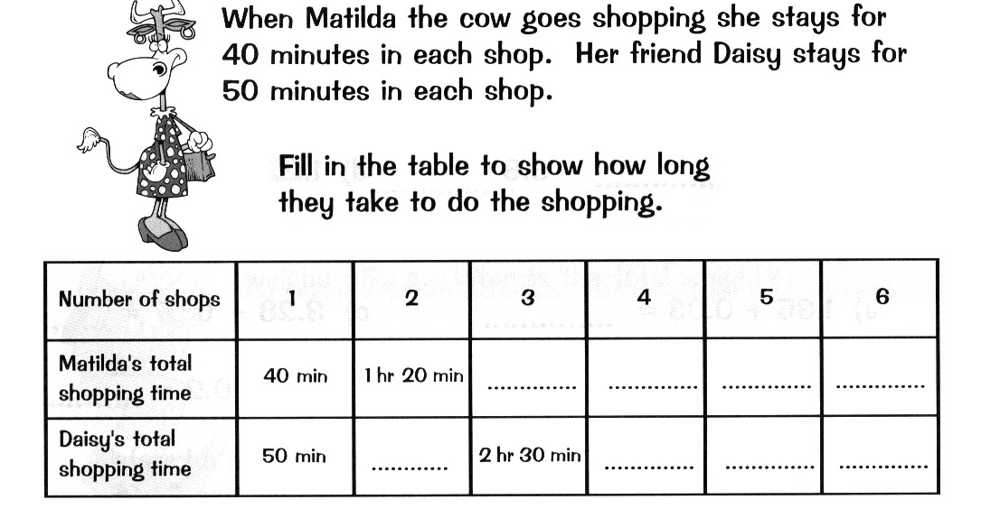 When Matilda the cow goes shopping she stays for
40 minutes in each shop.  Her friend Daisy stays for
50 minutes in each shop.
Fill in the table to show how long
they take to do the shopping.
Number of shops 1 2 3 4 5 6
Matilda's total
shopping time 40 min 1 hr 20 min ............. ............. ............. .............
Daisy's total
shopping time 50 min ............ 2 hr 30 min ............. ............. .............